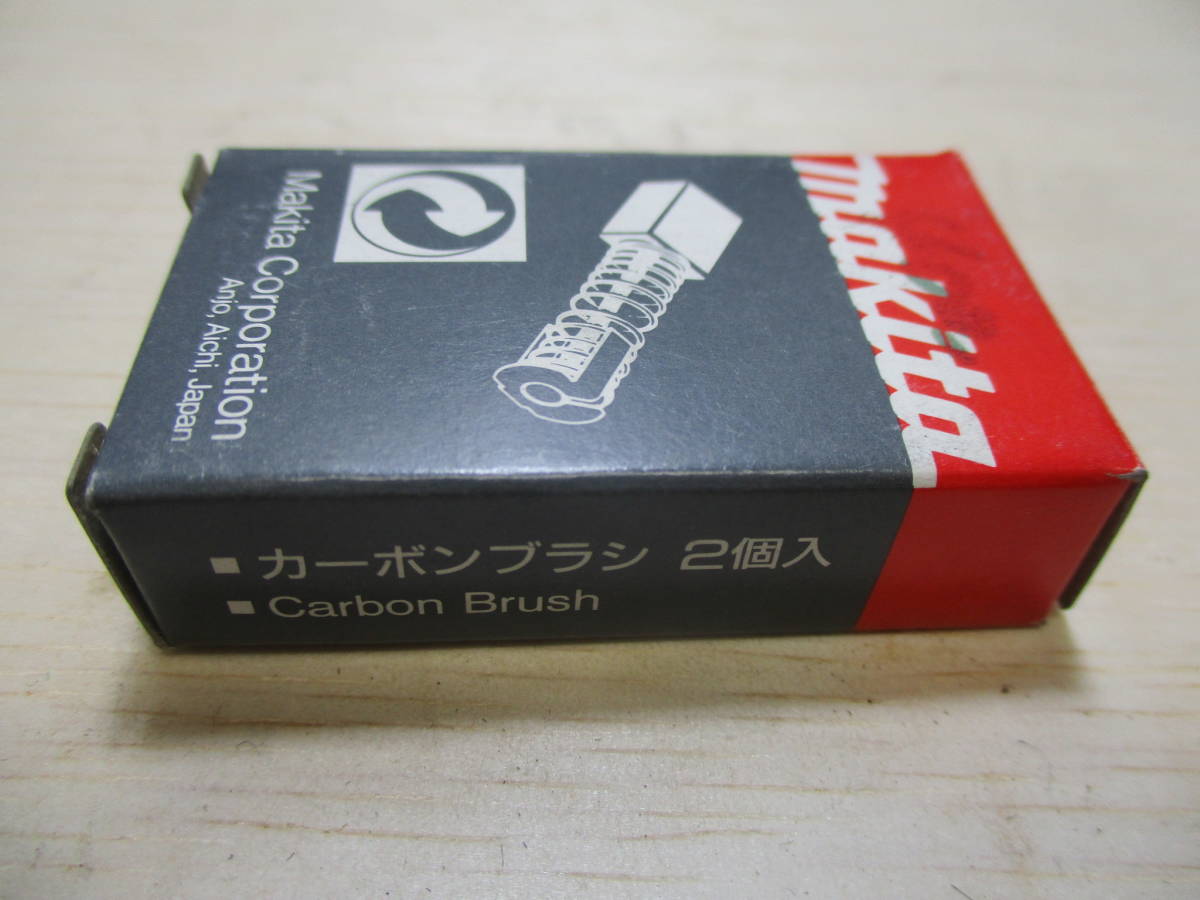 makita
Makita Corporation
Anjo, Aichi, Japan
■ カーボンブラシ 2個入
■ Carbon Brush